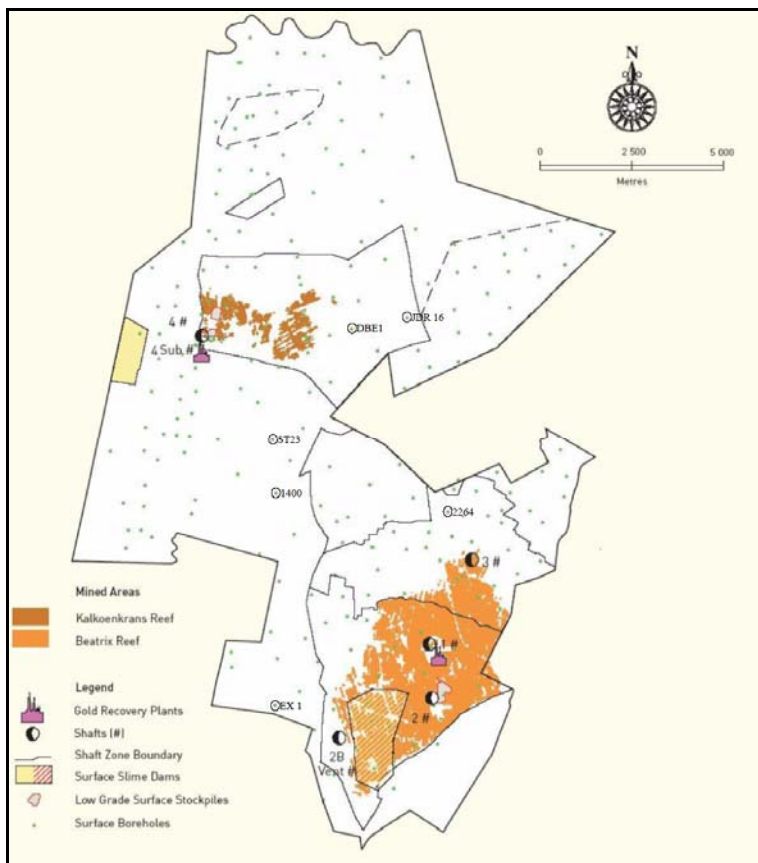 N
0 2 500 5 000
Metres
JDR 16
DBE1
4 #
4 Sub #
ST23
1400
2264
3 #
1 #
EX 1
2 #
2B
Vent #
Mined Areas
Kalkoenkrans Reef
Beatrix Reef
Legend
Gold Recovery Plants
Shafts (#)
Shaft Zone Boundary
Surface Slime Dams
Low Grade Surface Stockpiles
Surface Boreholes